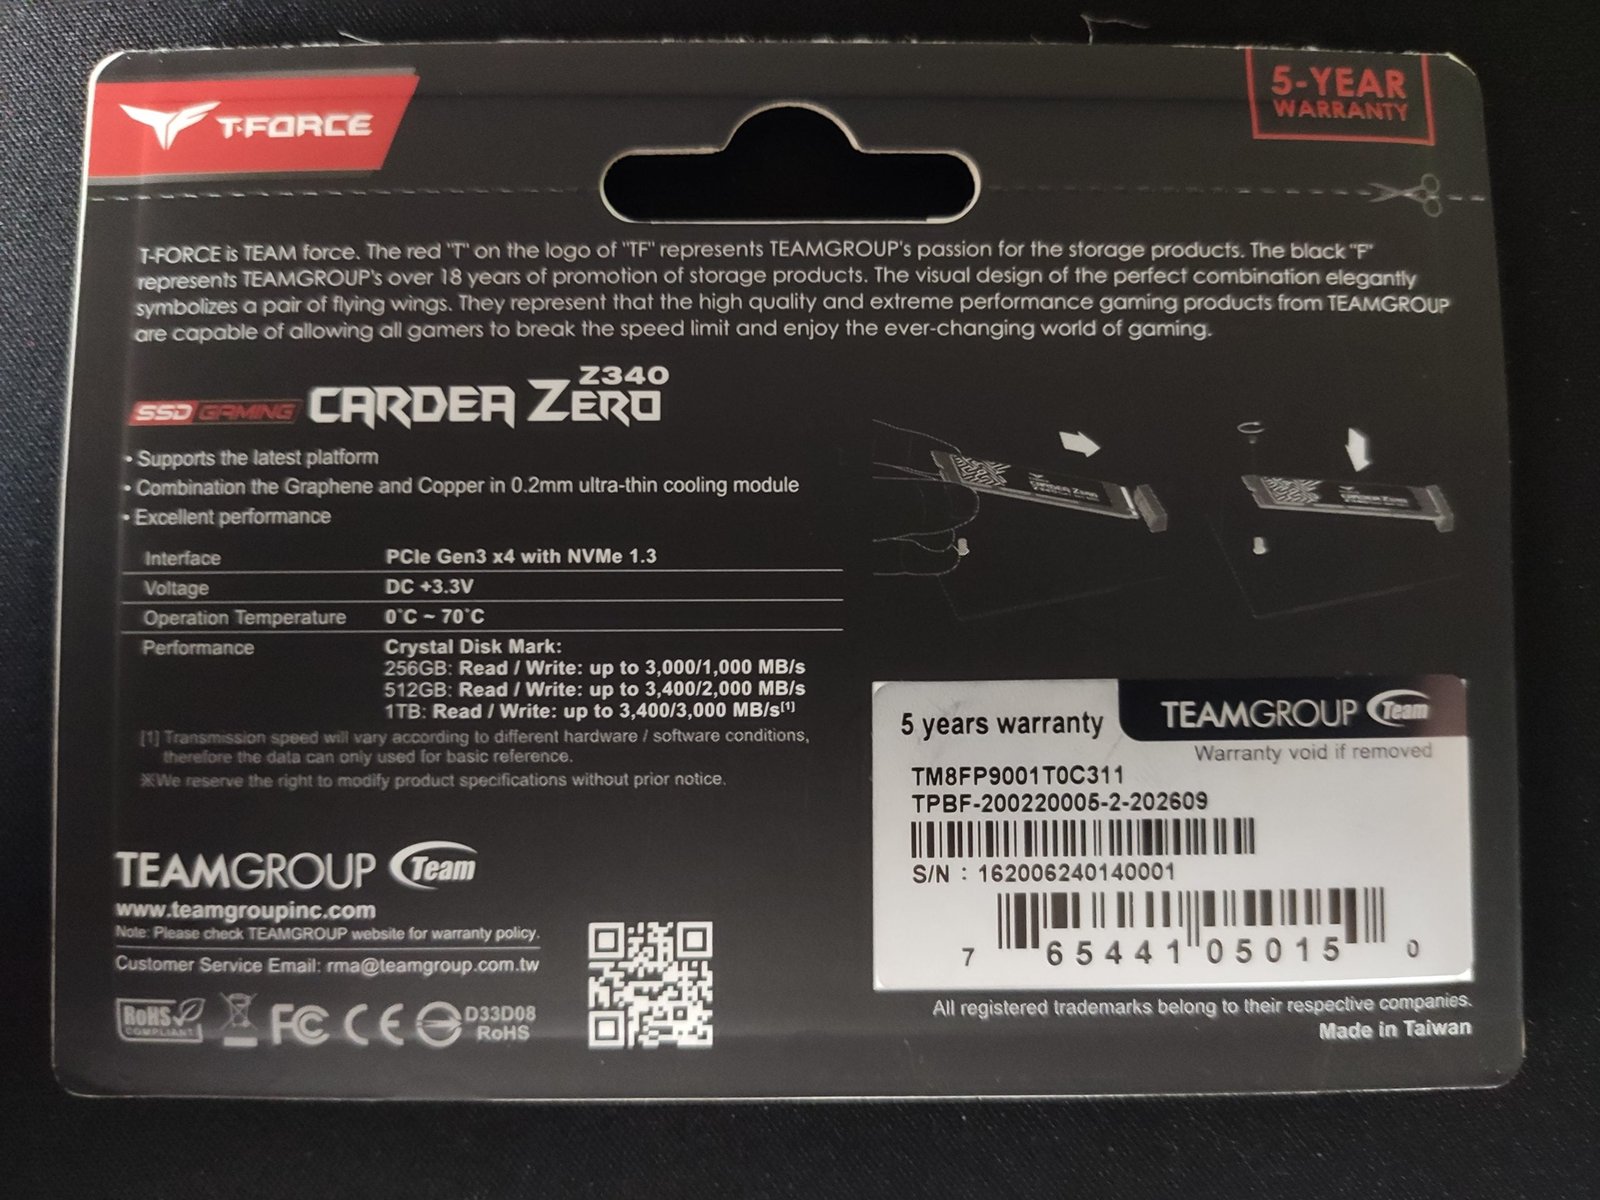 T-FORCE
5-YEAR
WARRANTY
T-FORCE is TEAM force. The red "T" on the logo of "TF" represents TEAMGROUP's passion for the storage products. The black "F"
represents TEAMGROUP's over 18 years of promotion of storage products. The visual design of the perfect combination elegantly
symbolizes a pair of flying wings. They represent that the high quality and extreme performance gaming products from TEAMGROUP
are capable of allowing all gamers to break the speed limit and enjoy the ever-changing world of gaming.
SSD GAMING CARDEA ZERO Z340
• Supports the latest platform
• Combination the Graphene and Copper in 0.2mm ultra-thin cooling module
• Excellent performance
Interface PCIe Gen3 x4 with NVMe 1.3
Voltage DC +3.3V
Operation Temperature 0˚C ~ 70˚C
Performance Crystal Disk Mark:
256GB: Read / Write: up to 3,000/1,000 MB/s
512GB: Read / Write: up to 3,400/2,000 MB/s
1TB: Read / Write: up to 3,400/3,000 MB/s[1]
[1] Transmission speed will vary according to different hardware / software conditions,
therefore the data can only used for basic reference.
※We reserve the right to modify product specifications without prior notice.
TEAMGROUP Team
www.teamgroupinc.com
Note: Please check TEAMGROUP website for warranty policy.
Customer Service Email: rma@teamgroup.com.tw
RoHS
COMPLIANT
FC CE D33D08
RoHS
CARDEA ZERO
CARDEA ZERO
5 years warranty
TEAMGROUP Team
Warranty void if removed
TM8FP9001T0C311
TPBF-200220005-2-202609
S/N : 162006240140001
7 65441 05015 0
All registered trademarks belong to their respective companies.
Made in Taiwan